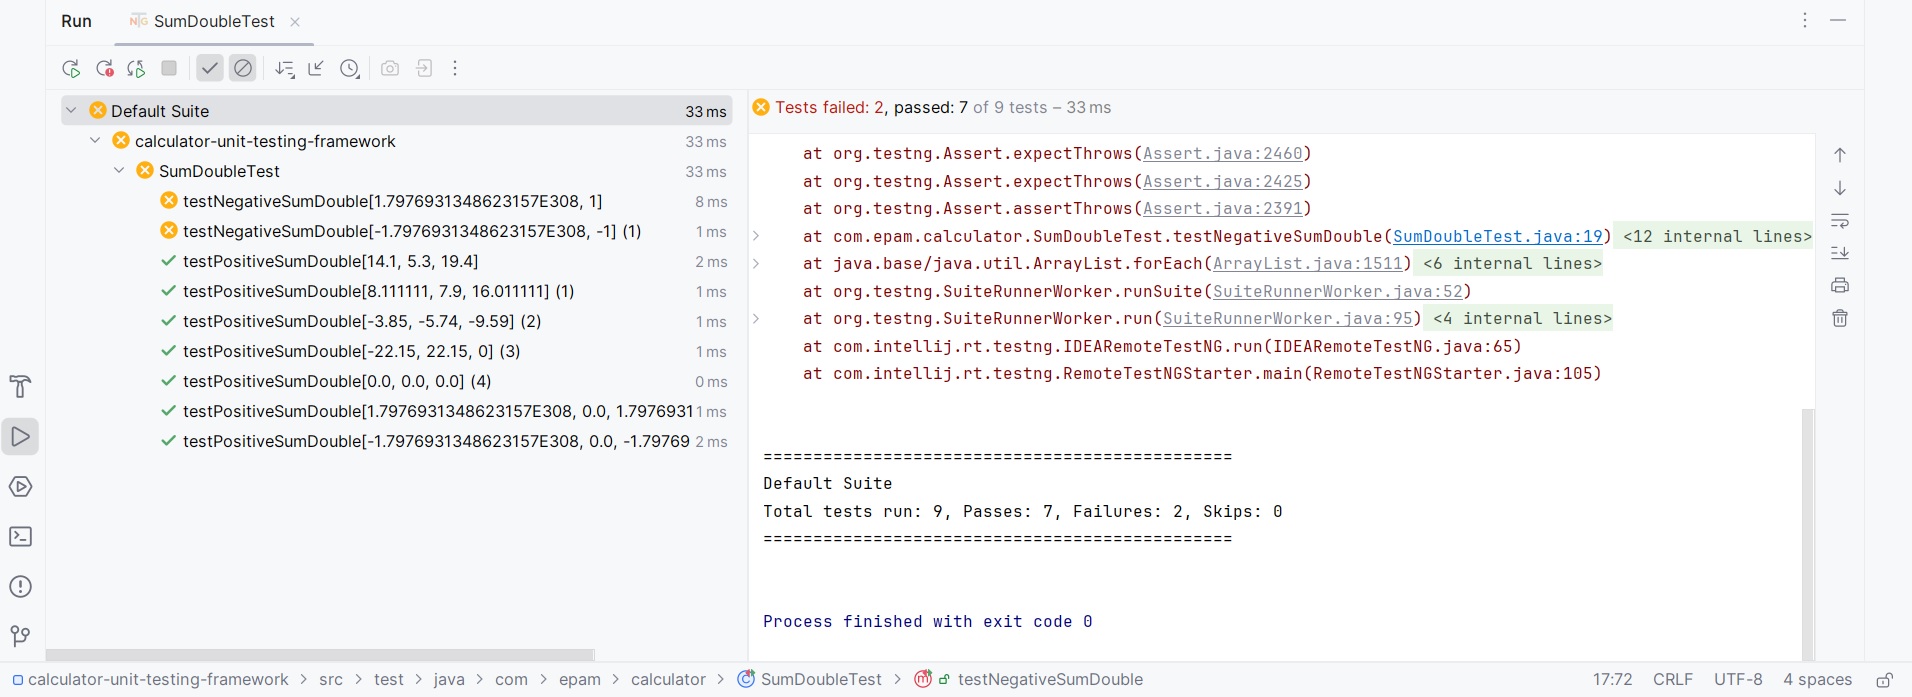 Run SumDoubleTest
Default Suite 33 ms
calculator-unit-testing-framework 33 ms
SumDoubleTest 33 ms
testNegativeSumDouble[1.7976931348623157E308, 1] 8 ms
testNegativeSumDouble[-1.7976931348623157E308, -1] (1) 1 ms
testPositiveSumDouble[14.1, 5.3, 19.4] 2 ms
testPositiveSumDouble[8.111111, 7.9, 16.011111] (1) 1 ms
testPositiveSumDouble[-3.85, -5.74, -9.59] (2) 1 ms
testPositiveSumDouble[-22.15, 22.15, 0] (3) 1 ms
testPositiveSumDouble[0.0, 0.0, 0.0] (4) 0 ms
testPositiveSumDouble[1.7976931348623157E308, 0.0, 1.7976931 1 ms
testPositiveSumDouble[-1.7976931348623157E308, 0.0, -1.79769 2 ms
Tests failed: 2, passed: 7 of 9 tests – 33 ms
at org.testng.Assert.expectThrows(Assert.java:2460)
at org.testng.Assert.expectThrows(Assert.java:2425)
at org.testng.Assert.assertThrows(Assert.java:2391)
at com.epam.calculator.SumDoubleTest.testNegativeSumDouble(SumDoubleTest.java:19) <12 internal lines>
at java.base/java.util.ArrayList.forEach(ArrayList.java:1511) <6 internal lines>
at org.testng.SuiteRunnerWorker.runSuite(SuiteRunnerWorker.java:52)
at org.testng.SuiteRunnerWorker.run(SuiteRunnerWorker.java:95) <4 internal lines>
at com.intellij.rt.testng.IDEARemoteTestNG.run(IDEARemoteTestNG.java:65)
at com.intellij.rt.testng.RemoteTestNGStarter.main(RemoteTestNGStarter.java:105)
===============================================
Default Suite
Total tests run: 9, Passes: 7, Failures: 2, Skips: 0
===============================================
Process finished with exit code 0
calculator-unit-testing-framework > src > test > java > com > epam > calculator > SumDoubleTest > testNegativeSumDouble 17:72 CRLF UTF-8 4 spaces